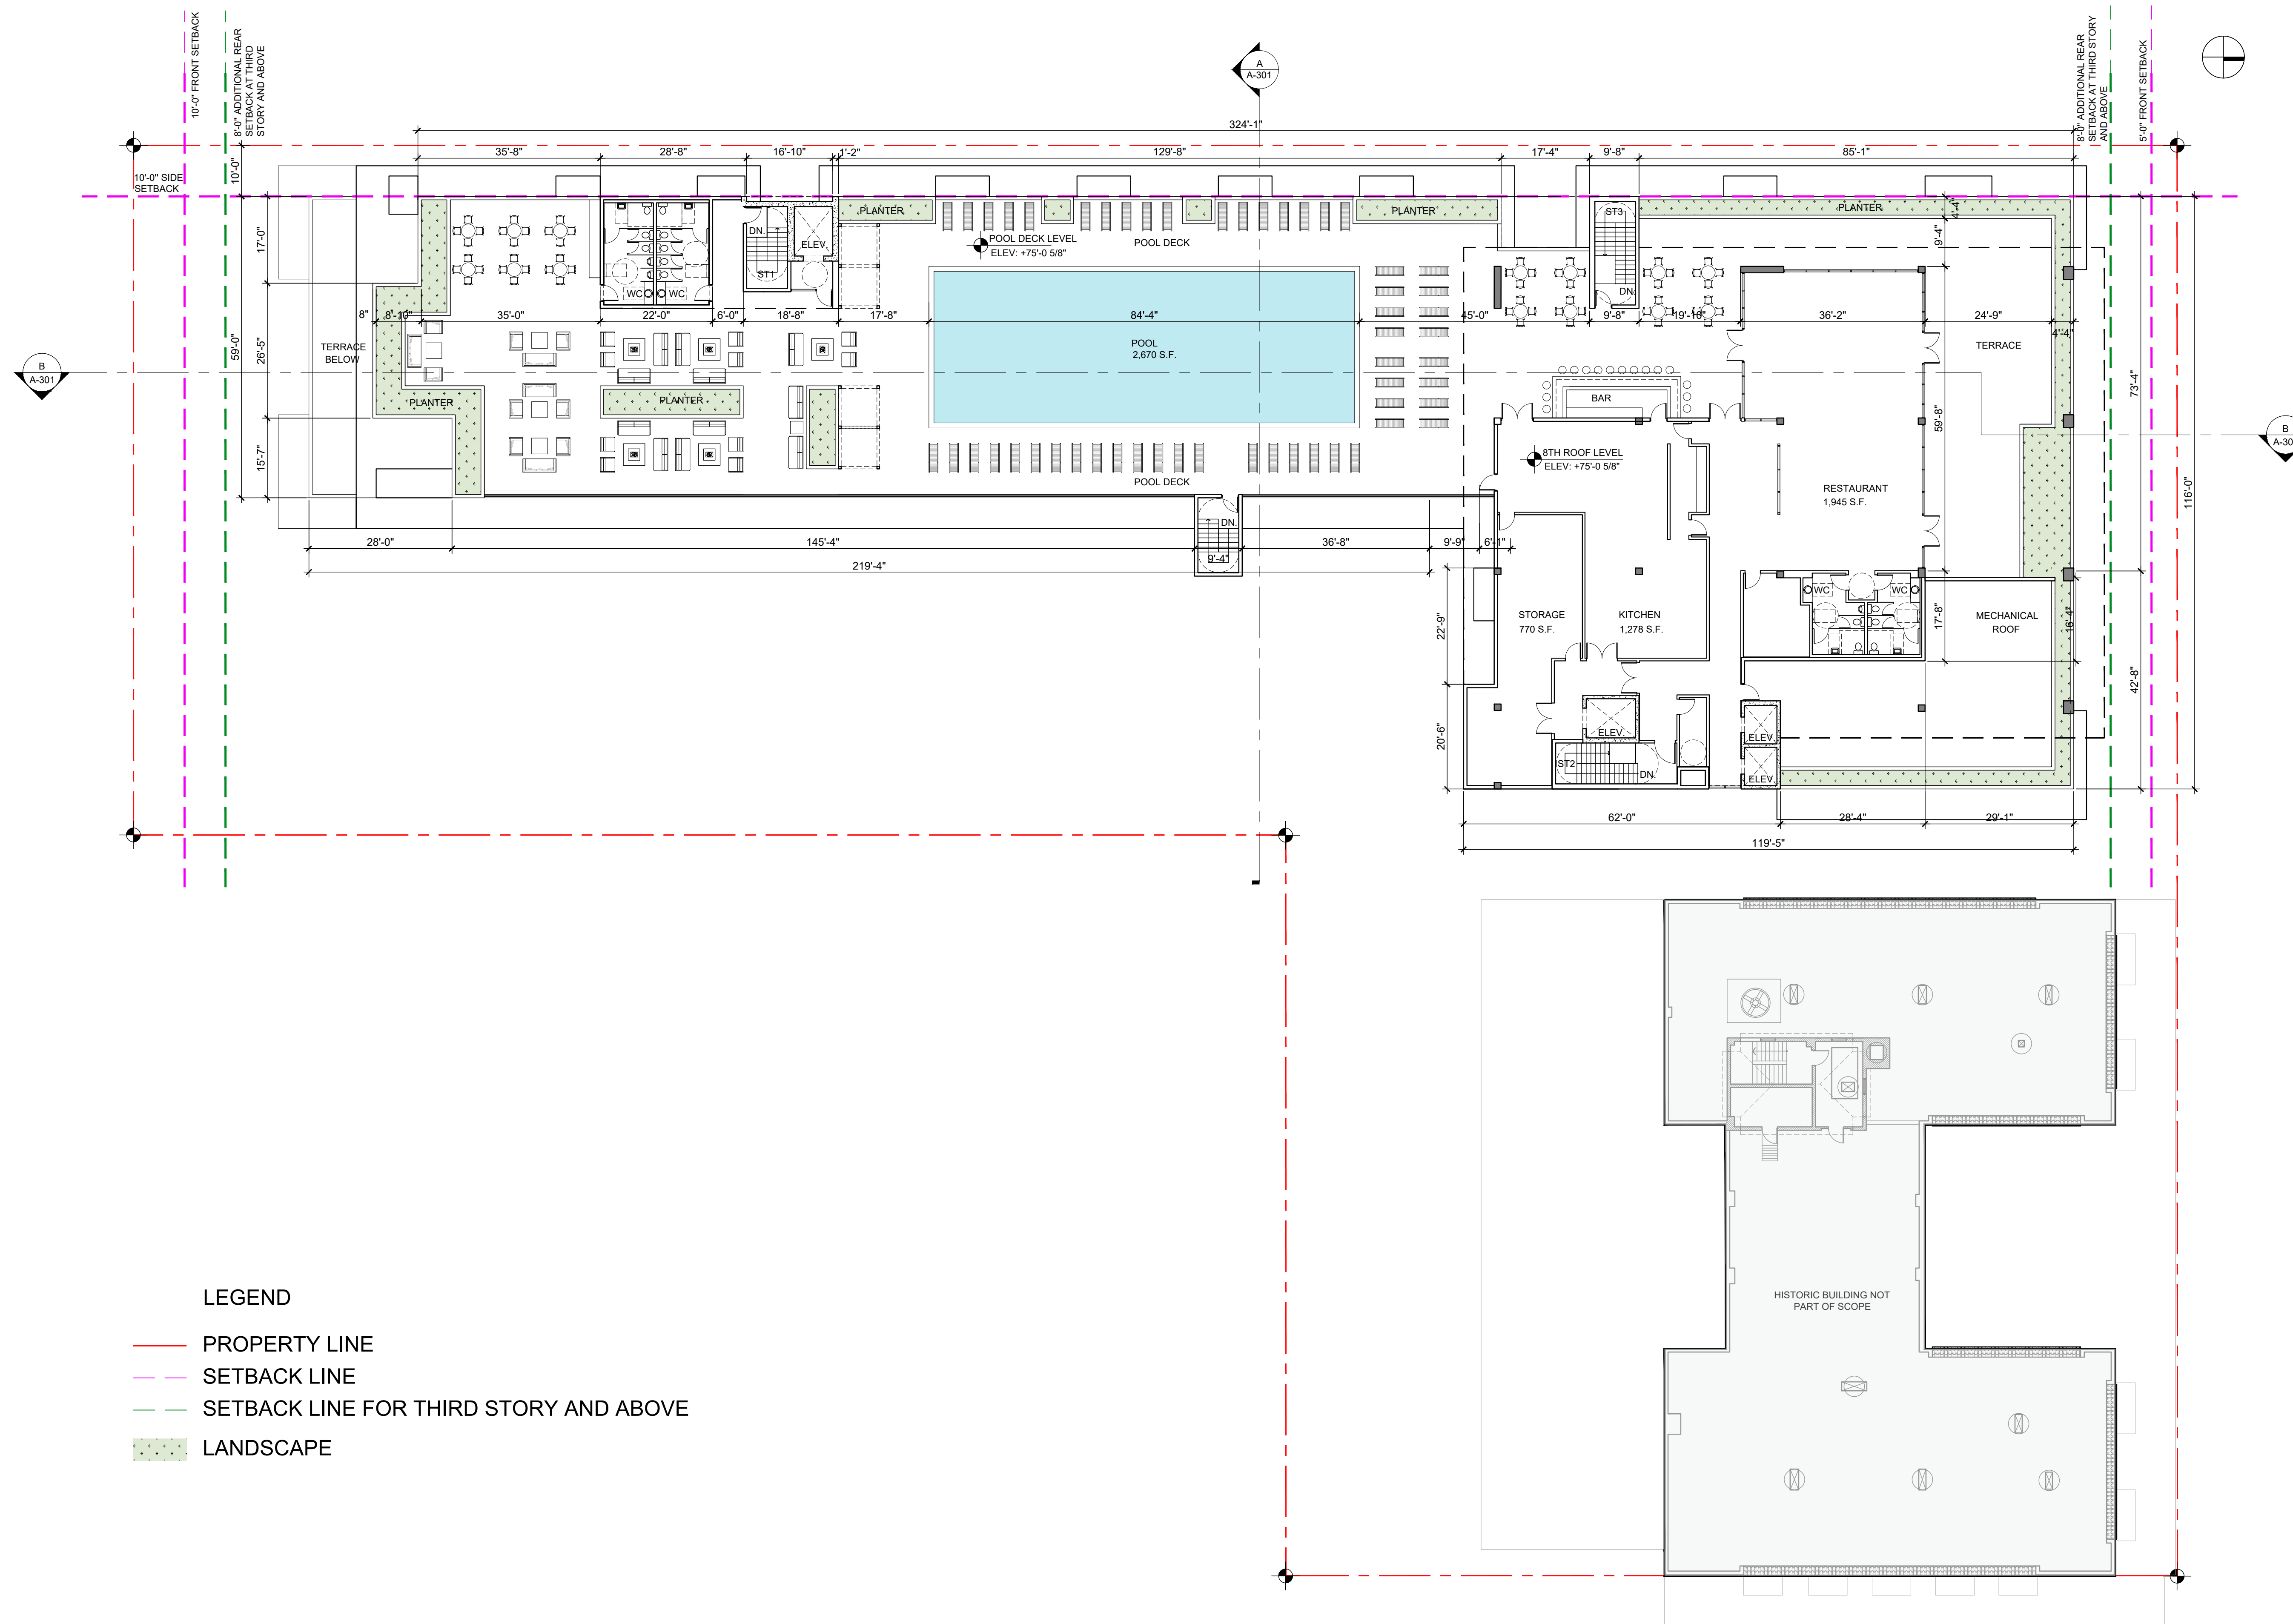 10'-0" FRONT SETBACK
8'-0" ADDITIONAL REAR
SETBACK AT THIRD
STORY AND ABOVE
A
A-301
8'-0" ADDITIONAL REAR
SETBACK AT THIRD STORY
AND ABOVE
5'-0" FRONT SETBACK
324'-1"
35'-8"
28'-8"
16'-10"
1'-2"
129'-8"
17'-4"
9'-8"
85'-1"
10'-0" SIDE
SETBACK
10'-0"
17'-0"
59'-0"
26'-5"
15'-7"
DN.
ELEV.
ST1
WC
WC
PLANTER
POOL DECK LEVEL
ELEV: +75'-0 5/8"
POOL DECK
PLANTER
ST3
DN.
PLANTER
4'-4"
9'-4"
8"
8'-10"
35'-0"
22'-0"
6'-0"
18'-8"
17'-8"
84'-4"
45'-0"
9'-8"
19'-10"
36'-2"
24'-9"
4'-4"
TERRACE
BELOW
POOL
2,670 S.F.
TERRACE
B
A-301
PLANTER
PLANTER
BAR
59'-8"
73'-4"
116'-0"
B
A-30
8TH ROOF LEVEL
ELEV: +75'-0 5/8"
POOL DECK
RESTAURANT
1,945 S.F.
DN.
28'-0"
145'-4"
9'-4"
36'-8"
9'-9"
6'-1"
219'-4"
WC
WC
STORAGE
770 S.F.
KITCHEN
1,278 S.F.
MECHANICAL
ROOF
22'-9"
17'-8"
16'-4"
42'-8"
20'-6"
ELEV.
ELEV.
ST2
DN.
ELEV.
62'-0"
28'-4"
29'-1"
119'-5"
HISTORIC BUILDING NOT
PART OF SCOPE
LEGEND
PROPERTY LINE
SETBACK LINE
SETBACK LINE FOR THIRD STORY AND ABOVE
LANDSCAPE